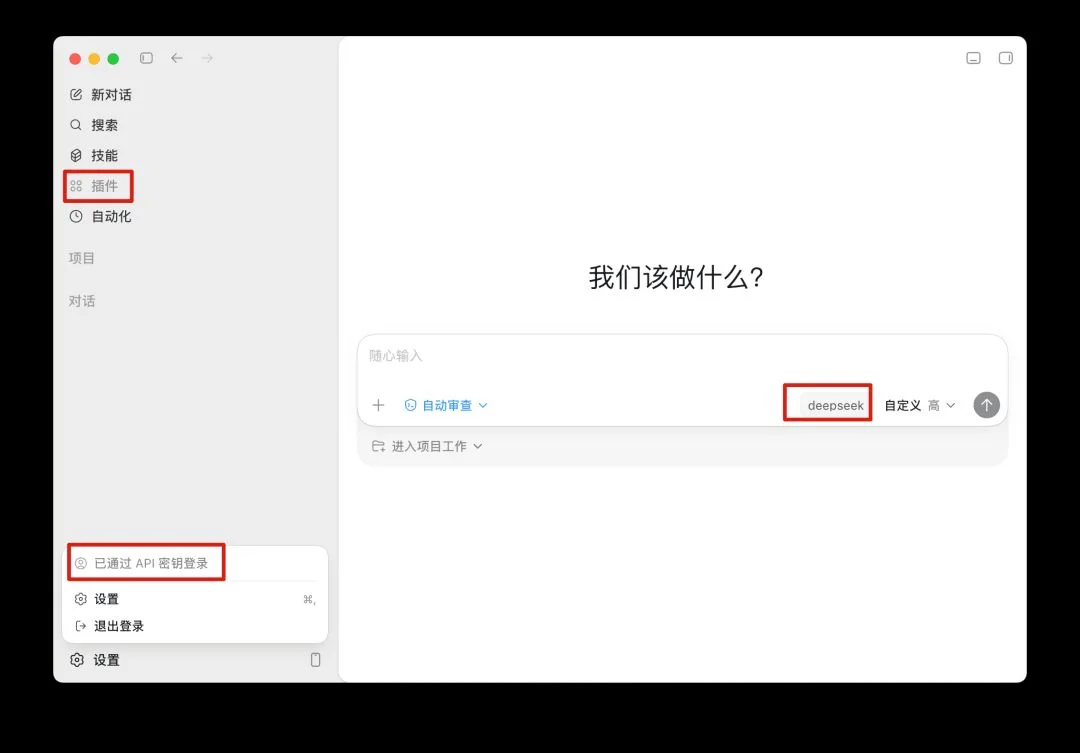 新对话
搜索
技能
插件
自动化
项目
对话
我们该做什么?
随心输入
自动审查
deepseek 自定义 高
进入项目工作
已通过 API 密钥登录
设置 ⌘,
退出登录
设置